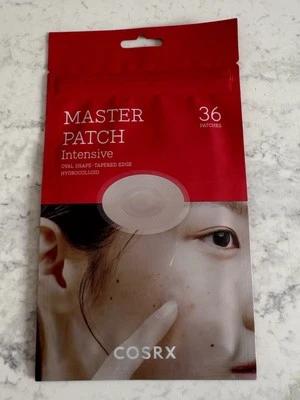 MASTER
PATCH
Intensive
OVAL SHAPE·TAPERED EDGE
HYDROCOLLOID
36
PATCHES
COSRX